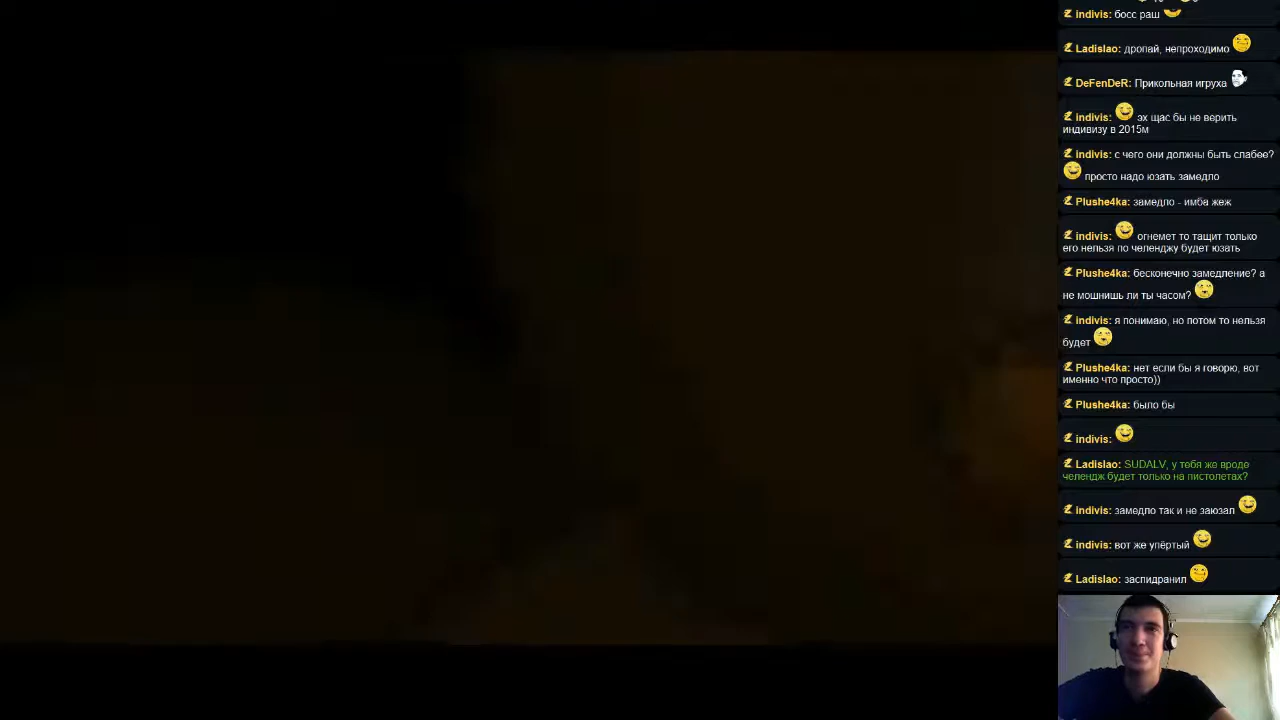 indivis: босс раш
Ladislao: дропай, непроходимо
DeFenDeR: Прикольная игруха
indivis: эх щас бы не верить
индивизу в 2015м
indivis: с чего они должны быть слабее?
просто надо юзать замедло
Plushe4ka: замедло - имба жеж
indivis: огнемет то тащит только
его нельзя по челенджу будет юзать
Plushe4ka: бесконечно замедление? а
не мошнишь ли ты часом?
indivis: я понимаю, но потом то нельзя
будет
Plushe4ka: нет если бы я говорю, вот
именно что просто))
Plushe4ka: было бы
indivis:
Ladislao: SUDALV, у тебя же вроде
челендж будет только на пистолетах?
indivis: замедло так и не заюзал
indivis: вот же упёртый
Ladislao: заспидранил